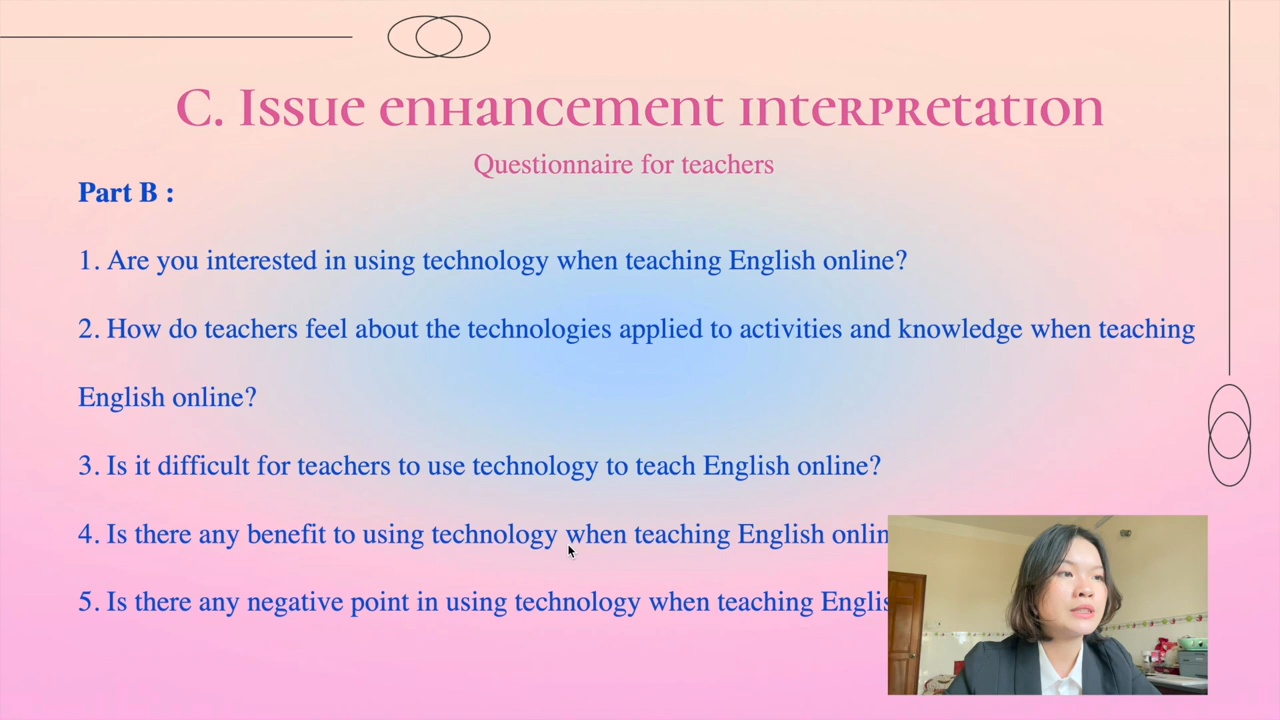 C. Issue enhancement interpretation
Questionnaire for teachers
Part B :
1. Are you interested in using technology when teaching English online?
2. How do teachers feel about the technologies applied to activities and knowledge when teaching
English online?
3. Is it difficult for teachers to use technology to teach English online?
4. Is there any benefit to using technology when teaching English
5. Is there any negative point in using technology when teaching